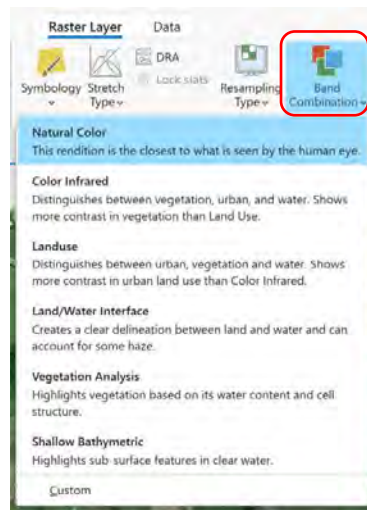 Raster Layer Data
DRA
Lock stats
Symbology Stretch Type Resampling Type Band Combination
Natural Color
This rendition is the closest to what is seen by the human eye.
Color Infrared
Distinguishes between vegetation, urban, and water. Shows
more contrast in vegetation than Land Use.
Landuse
Distinguishes between urban, vegetation and water. Shows
more contrast in urban land use than Color Infrared.
Land/Water Interface
Creates a clear delineation between land and water and can
account for some haze.
Vegetation Analysis
Highlights vegetation based on its water content and cell
structure.
Shallow Bathymetric
Highlights sub-surface features in clear water.
Custom